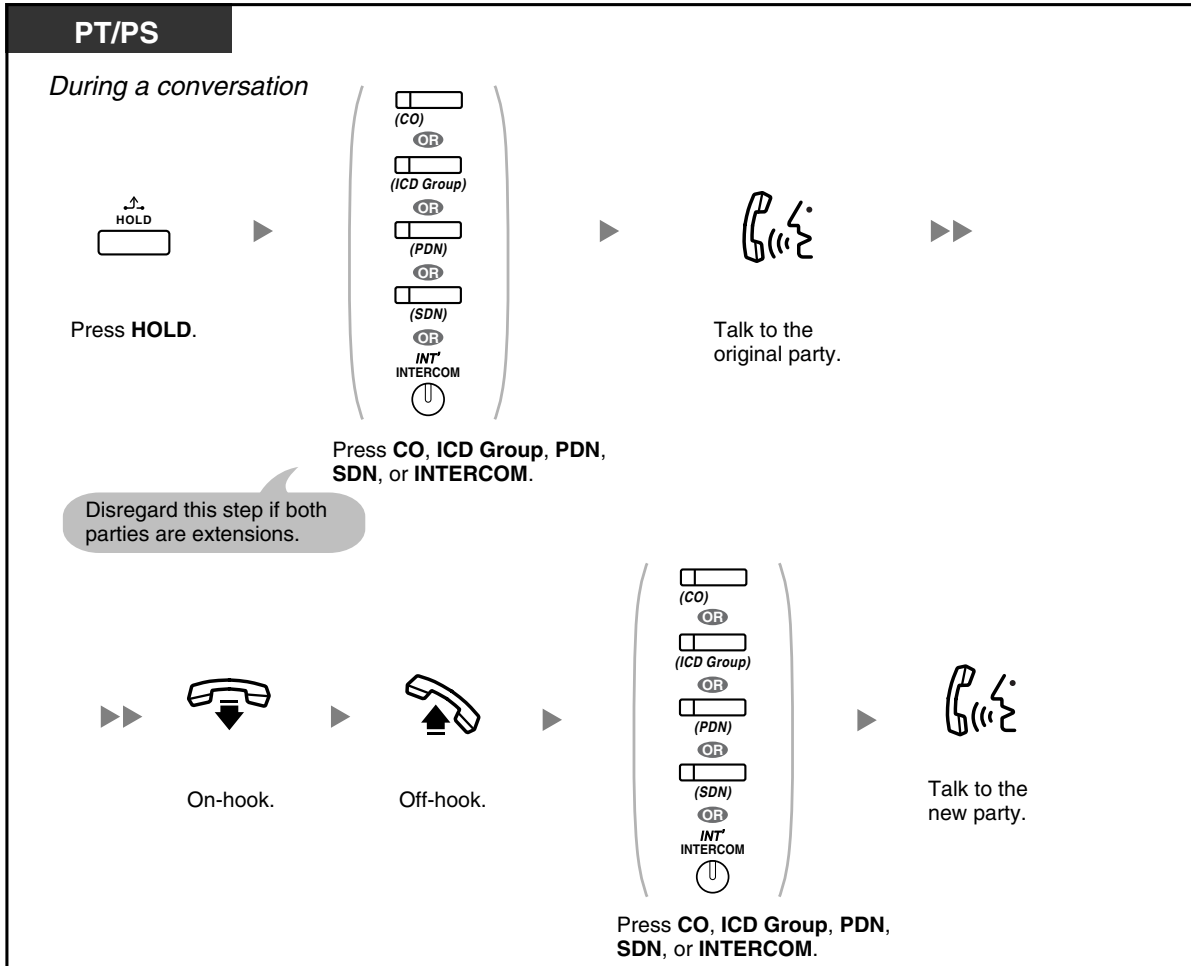 PT/PS
During a conversation
HOLD
Press HOLD.
(CO)
OR
(ICD Group)
OR
(PDN)
OR
(SDN)
OR
INT'
INTERCOM
Press CO, ICD Group, PDN,
SDN, or INTERCOM.
Disregard this step if both
parties are extensions.
Talk to the
original party.
On-hook.
Off-hook.
(CO)
OR
(ICD Group)
OR
(PDN)
OR
(SDN)
OR
INT'
INTERCOM
Press CO, ICD Group, PDN,
SDN, or INTERCOM.
Talk to the
new party.